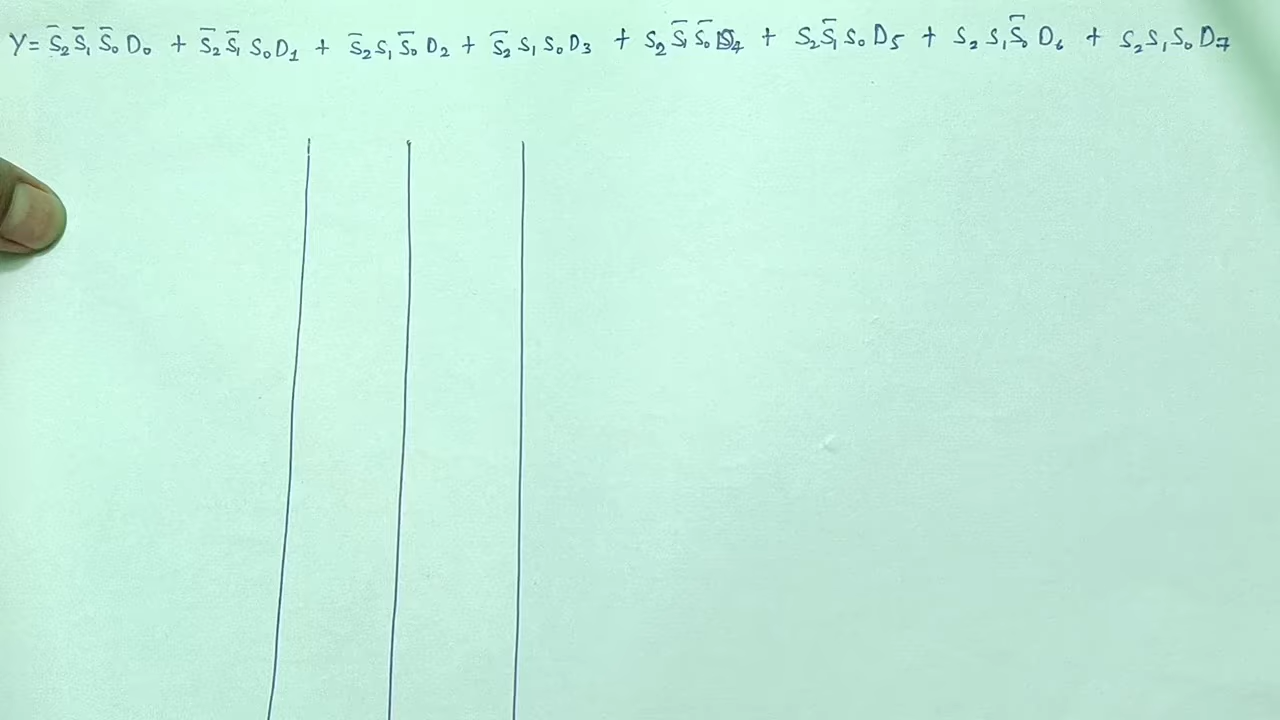 Y = S̅₂S̅₁S̅₀D₀ + S̅₂S̅₁S₀D₁ + S̅₂S₁S̅₀D₂ + S̅₂S₁S₀D₃ + S₂S̅₁S̅₀D₄ + S₂S̅₁S₀D₅ + S₂S₁S̅₀D₆ + S₂S₁S₀D₇